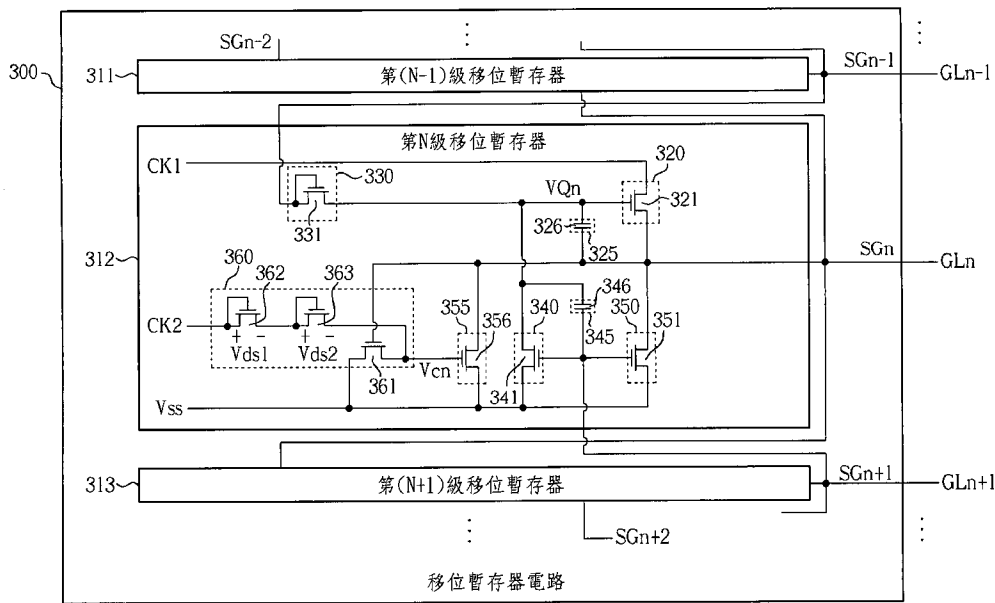 SGn-2
⋮
⋮
300
311
第(N-1)級移位暫存器
SGn-1
GLn-1
第N級移位暫存器
CK1
330
320
VQn
331
326
321
325
312
SGn
GLn
360
362
363
346
355
340
350
345
356
351
CK2
+ Vds1 -
+ Vds2 -
361
Vcn
341
Vss
313
第(N+1)級移位暫存器
SGn+1
GLn+1
⋮
SGn+2
⋮
移位暫存器電路